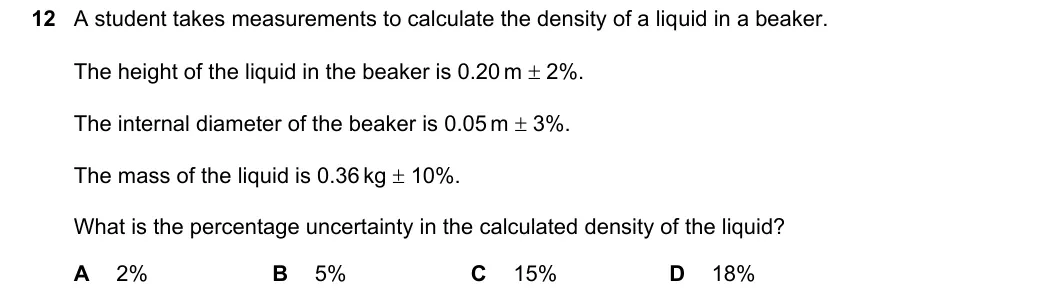 12 A student takes measurements to calculate the density of a liquid in a beaker.
The height of the liquid in the beaker is 0.20 m ± 2%.
The internal diameter of the beaker is 0.05 m ± 3%.
The mass of the liquid is 0.36 kg ± 10%.
What is the percentage uncertainty in the calculated density of the liquid?
A 2% B 5% C 15% D 18%